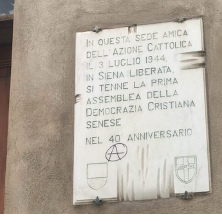 IN QUESTA SEDE AMICA
DELL'AZIONE CATTOLICA
IL 9 LUGLIO 1944,
IN SIENA LIBERATA,
SI TENNE LA PRIMA
ASSEMBLEA DELLA
DEMOCRAZIA CRISTIANA
SENESE
NEL 40 ANNIVERSARIO